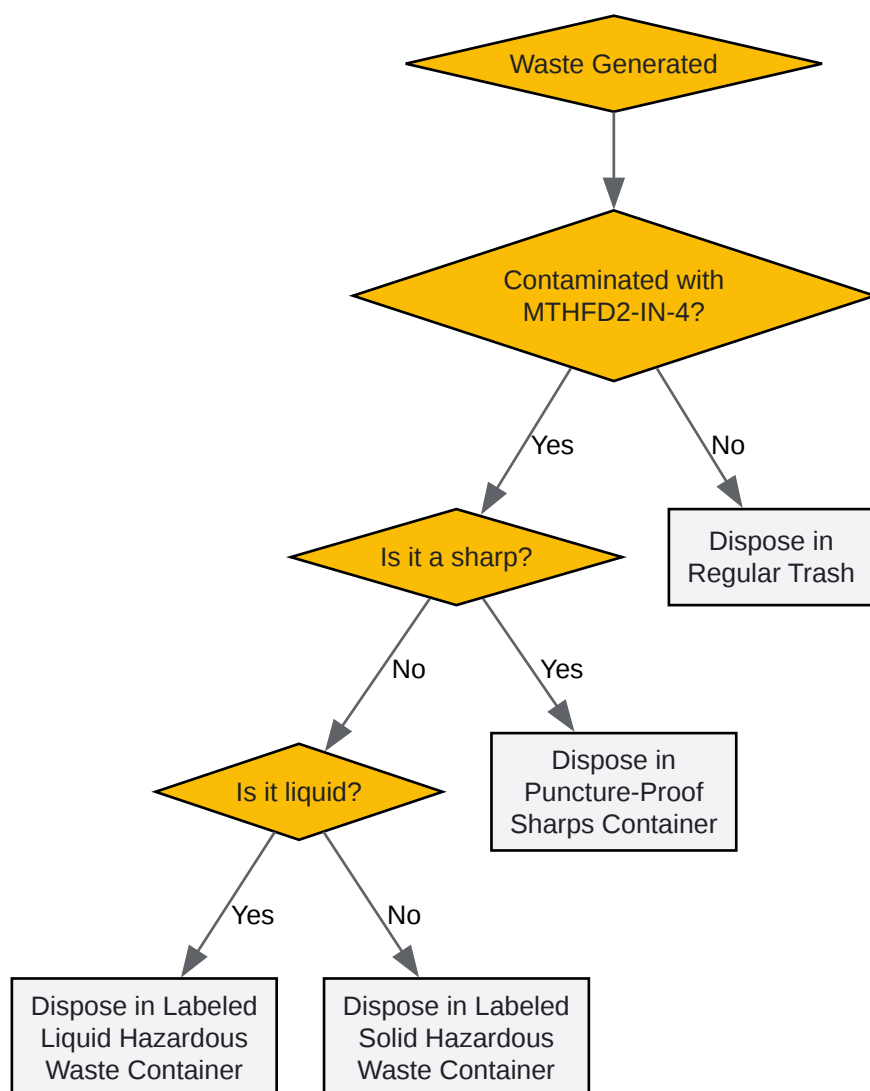 Waste Generated
Contaminated with
MTHFD2-IN-4?
Yes
No
Is it a sharp?
Dispose in
Regular Trash
No
Yes
Is it liquid?
Dispose in
Puncture-Proof
Sharps Container
Yes
No
Dispose in Labeled
Liquid Hazardous
Waste Container
Dispose in Labeled
Solid Hazardous
Waste Container